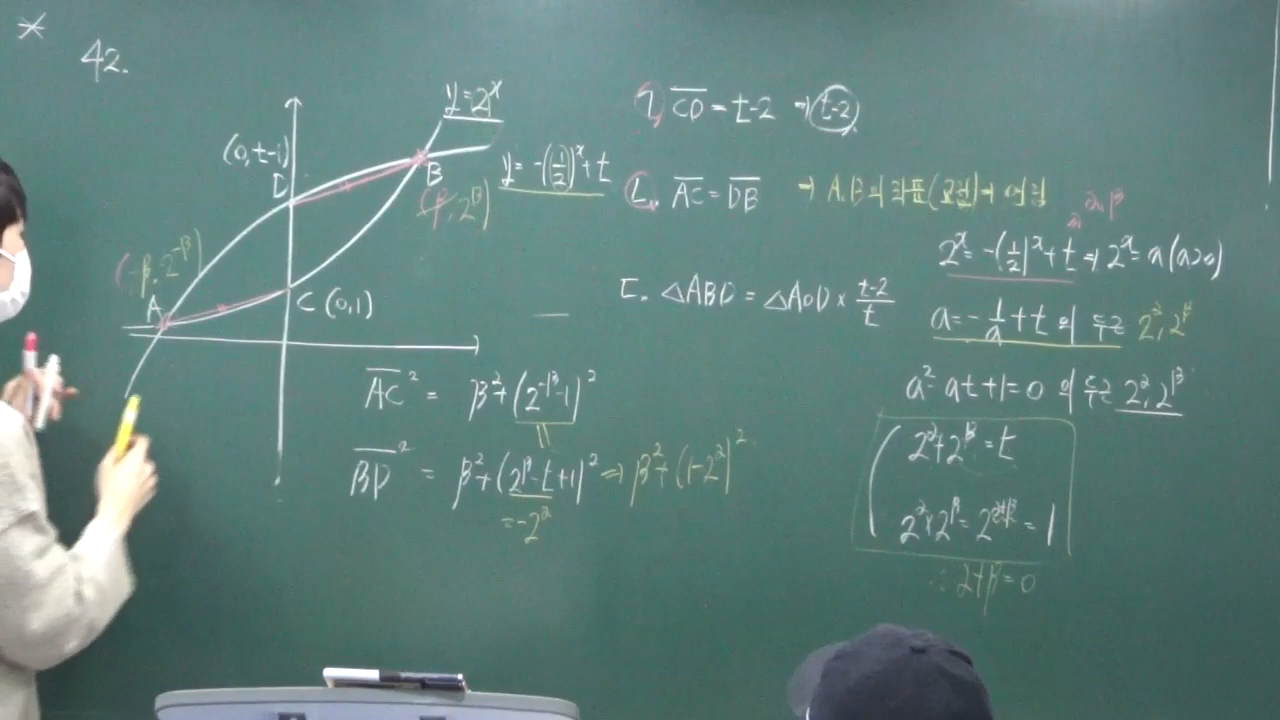 *
42.
y=2^x
(0, t-1)
D
B
y=-(1/2)^x+t
(β, 2^β)
(-β, 2^-β)
A
C (0,1)
ㄱ, CD = t-2 ⇒ t-2
ㄴ. AC = DB ⇒ A.B의 좌표(교점)
α, β
2^x = -(1/2)^x + t ⇒ 2^x = a (a>0)
ㄷ. △ABD = △AOD × t-2/t
a = -1/a + t 의 두근 2^α, 2^β
AC² = β²+(2^-β-1)²
a²-at+1=0 의 두근 2^α, 2^β
BD² = β²+(2^β-t+1)² ⇒ β²+(1-2^α)²
=-2^α
2^α+2^β=t
2^α×2^β=2^α+β=1
∴ α+β=0